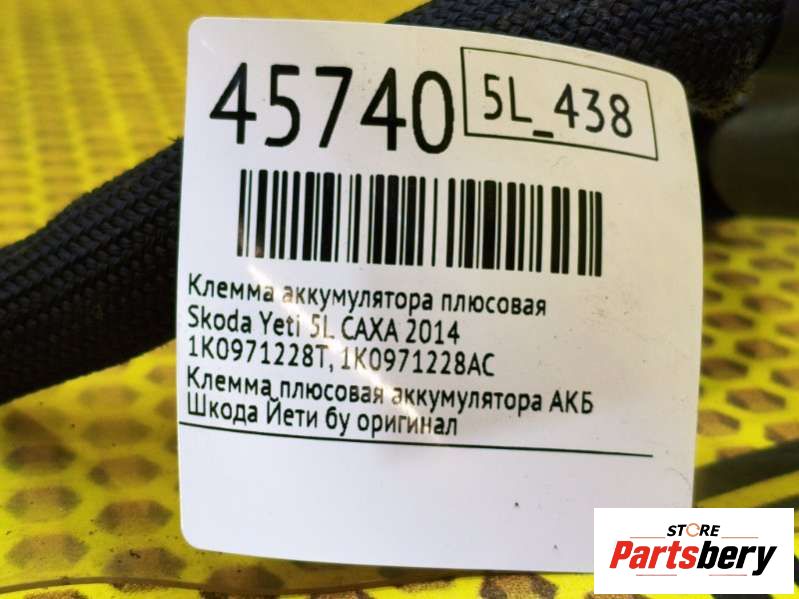 45740
5L_438
Клемма аккумулятора плюсовая
Skoda Yeti 5L CAXA 2014
1K0971228T, 1K0971228AC
Клемма плюсовая аккумулятора АКБ
Шкода Йети бу оригинал
STORE
Partsbery